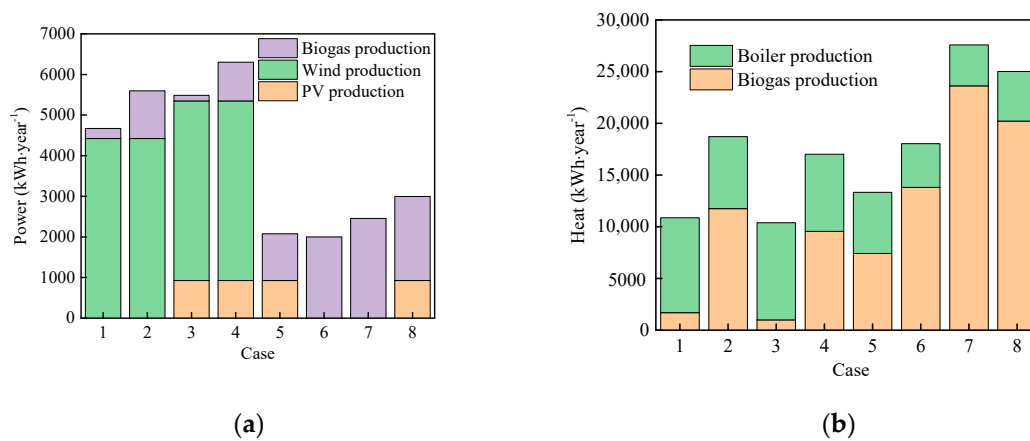 7000
6000
5000
4000
3000
2000
1000
0
Power (kWh·year⁻¹)
Biogas production
Wind production
PV production
1 2 3 4 5 6 7 8
Case
(a)
30,000
25,000
20,000
15,000
10,000
5000
0
Heat (kWh·year⁻¹)
Boiler production
Biogas production
1 2 3 4 5 6 7 8
Case
(b)